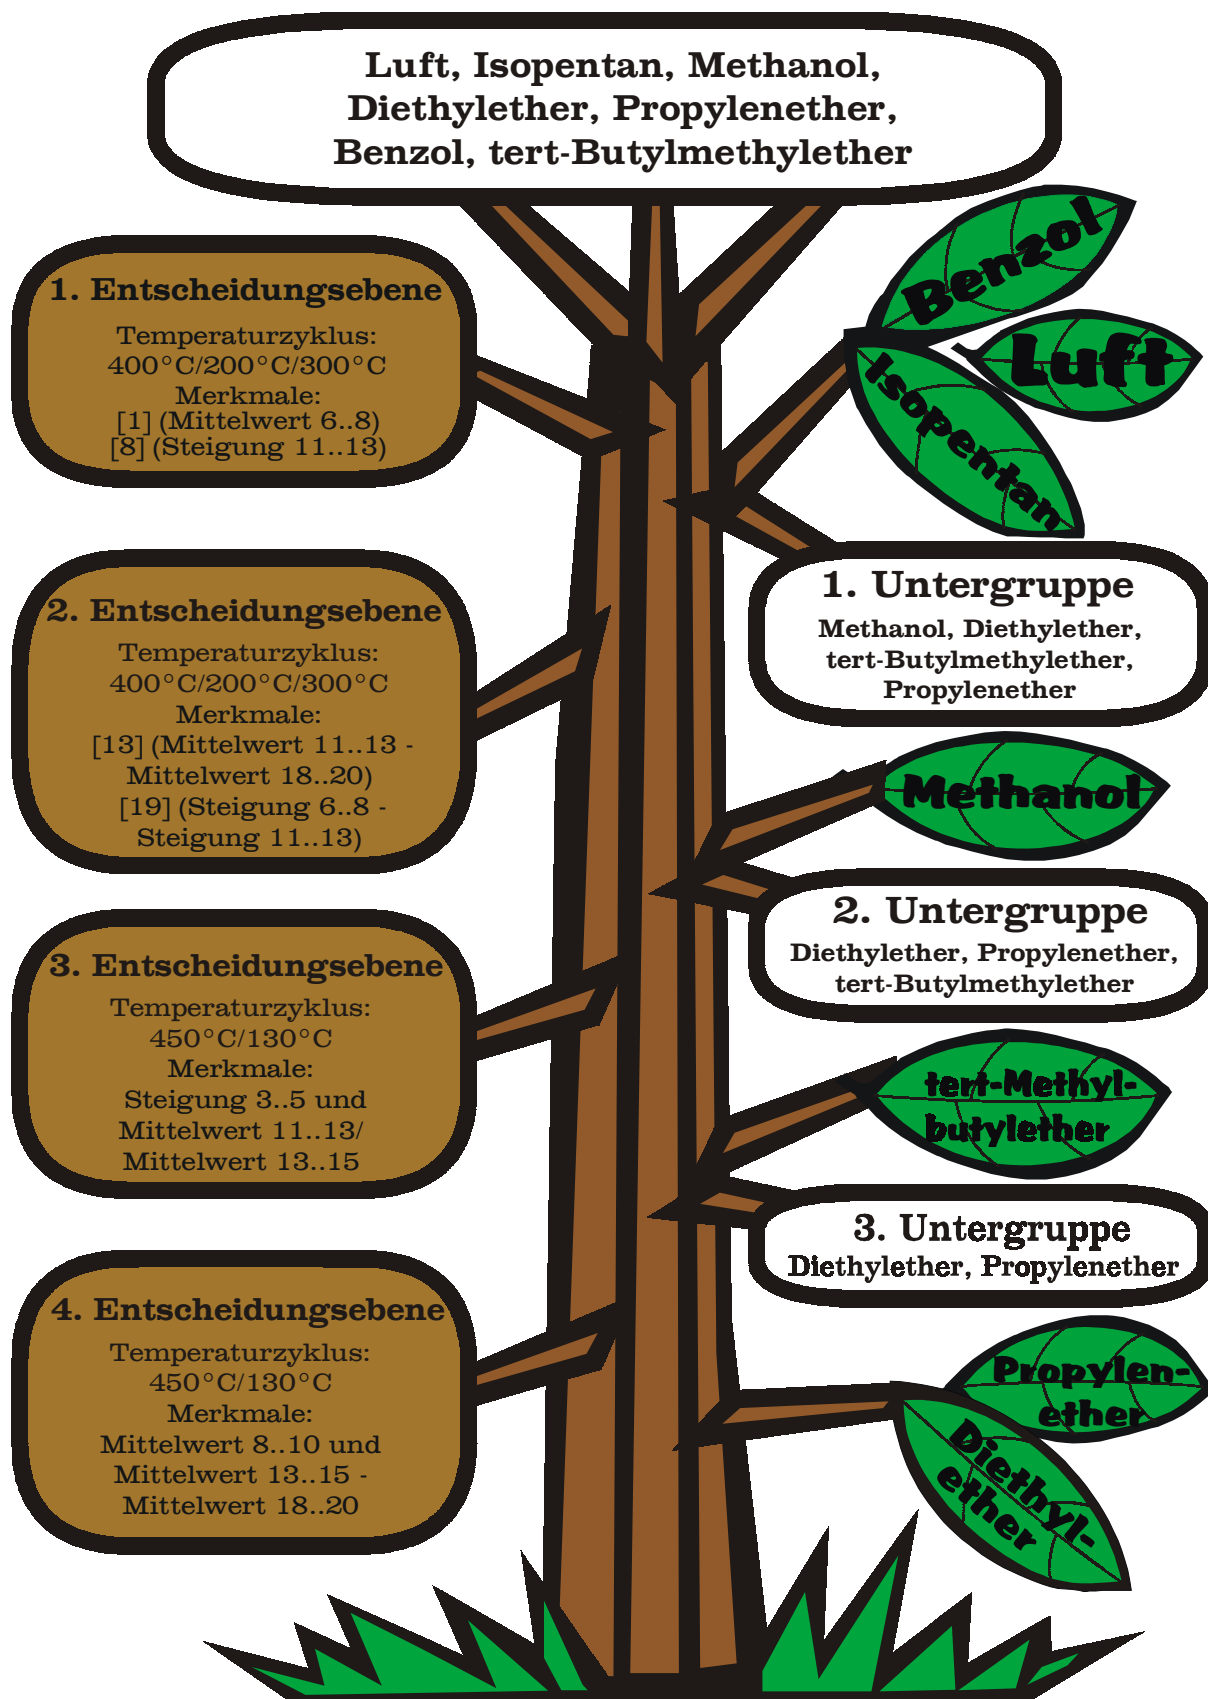 Luft, Isopentan, Methanol,
Diethylether, Propylenether,
Benzol, tert-Butylmethylether
1. Entscheidungsebene
Temperaturzyklus:
400°C/200°C/300°C
Merkmale:
[1] (Mittelwert 6..8)
[8] (Steigung 11..13)
Benzol
Luft
Isopentan
1. Untergruppe
Methanol, Diethylether,
tert-Butylmethylether,
Propylenether
2. Entscheidungsebene
Temperaturzyklus:
400°C/200°C/300°C
Merkmale:
[13] (Mittelwert 11..13 -
Mittelwert 18..20)
[19] (Steigung 6..8 -
Steigung 11..13)
Methanol
2. Untergruppe
Diethylether, Propylenether,
tert-Butylmethylether
3. Entscheidungsebene
Temperaturzyklus:
450°C/130°C
Merkmale:
Steigung 3..5 und
Mittelwert 11..13/
Mittelwert 13..15
tert-Methyl-
butylether
3. Untergruppe
Diethylether, Propylenether
4. Entscheidungsebene
Temperaturzyklus:
450°C/130°C
Merkmale:
Mittelwert 8..10 und
Mittelwert 13..15 -
Mittelwert 18..20
Propylen-
ether
Diethyl-
ether